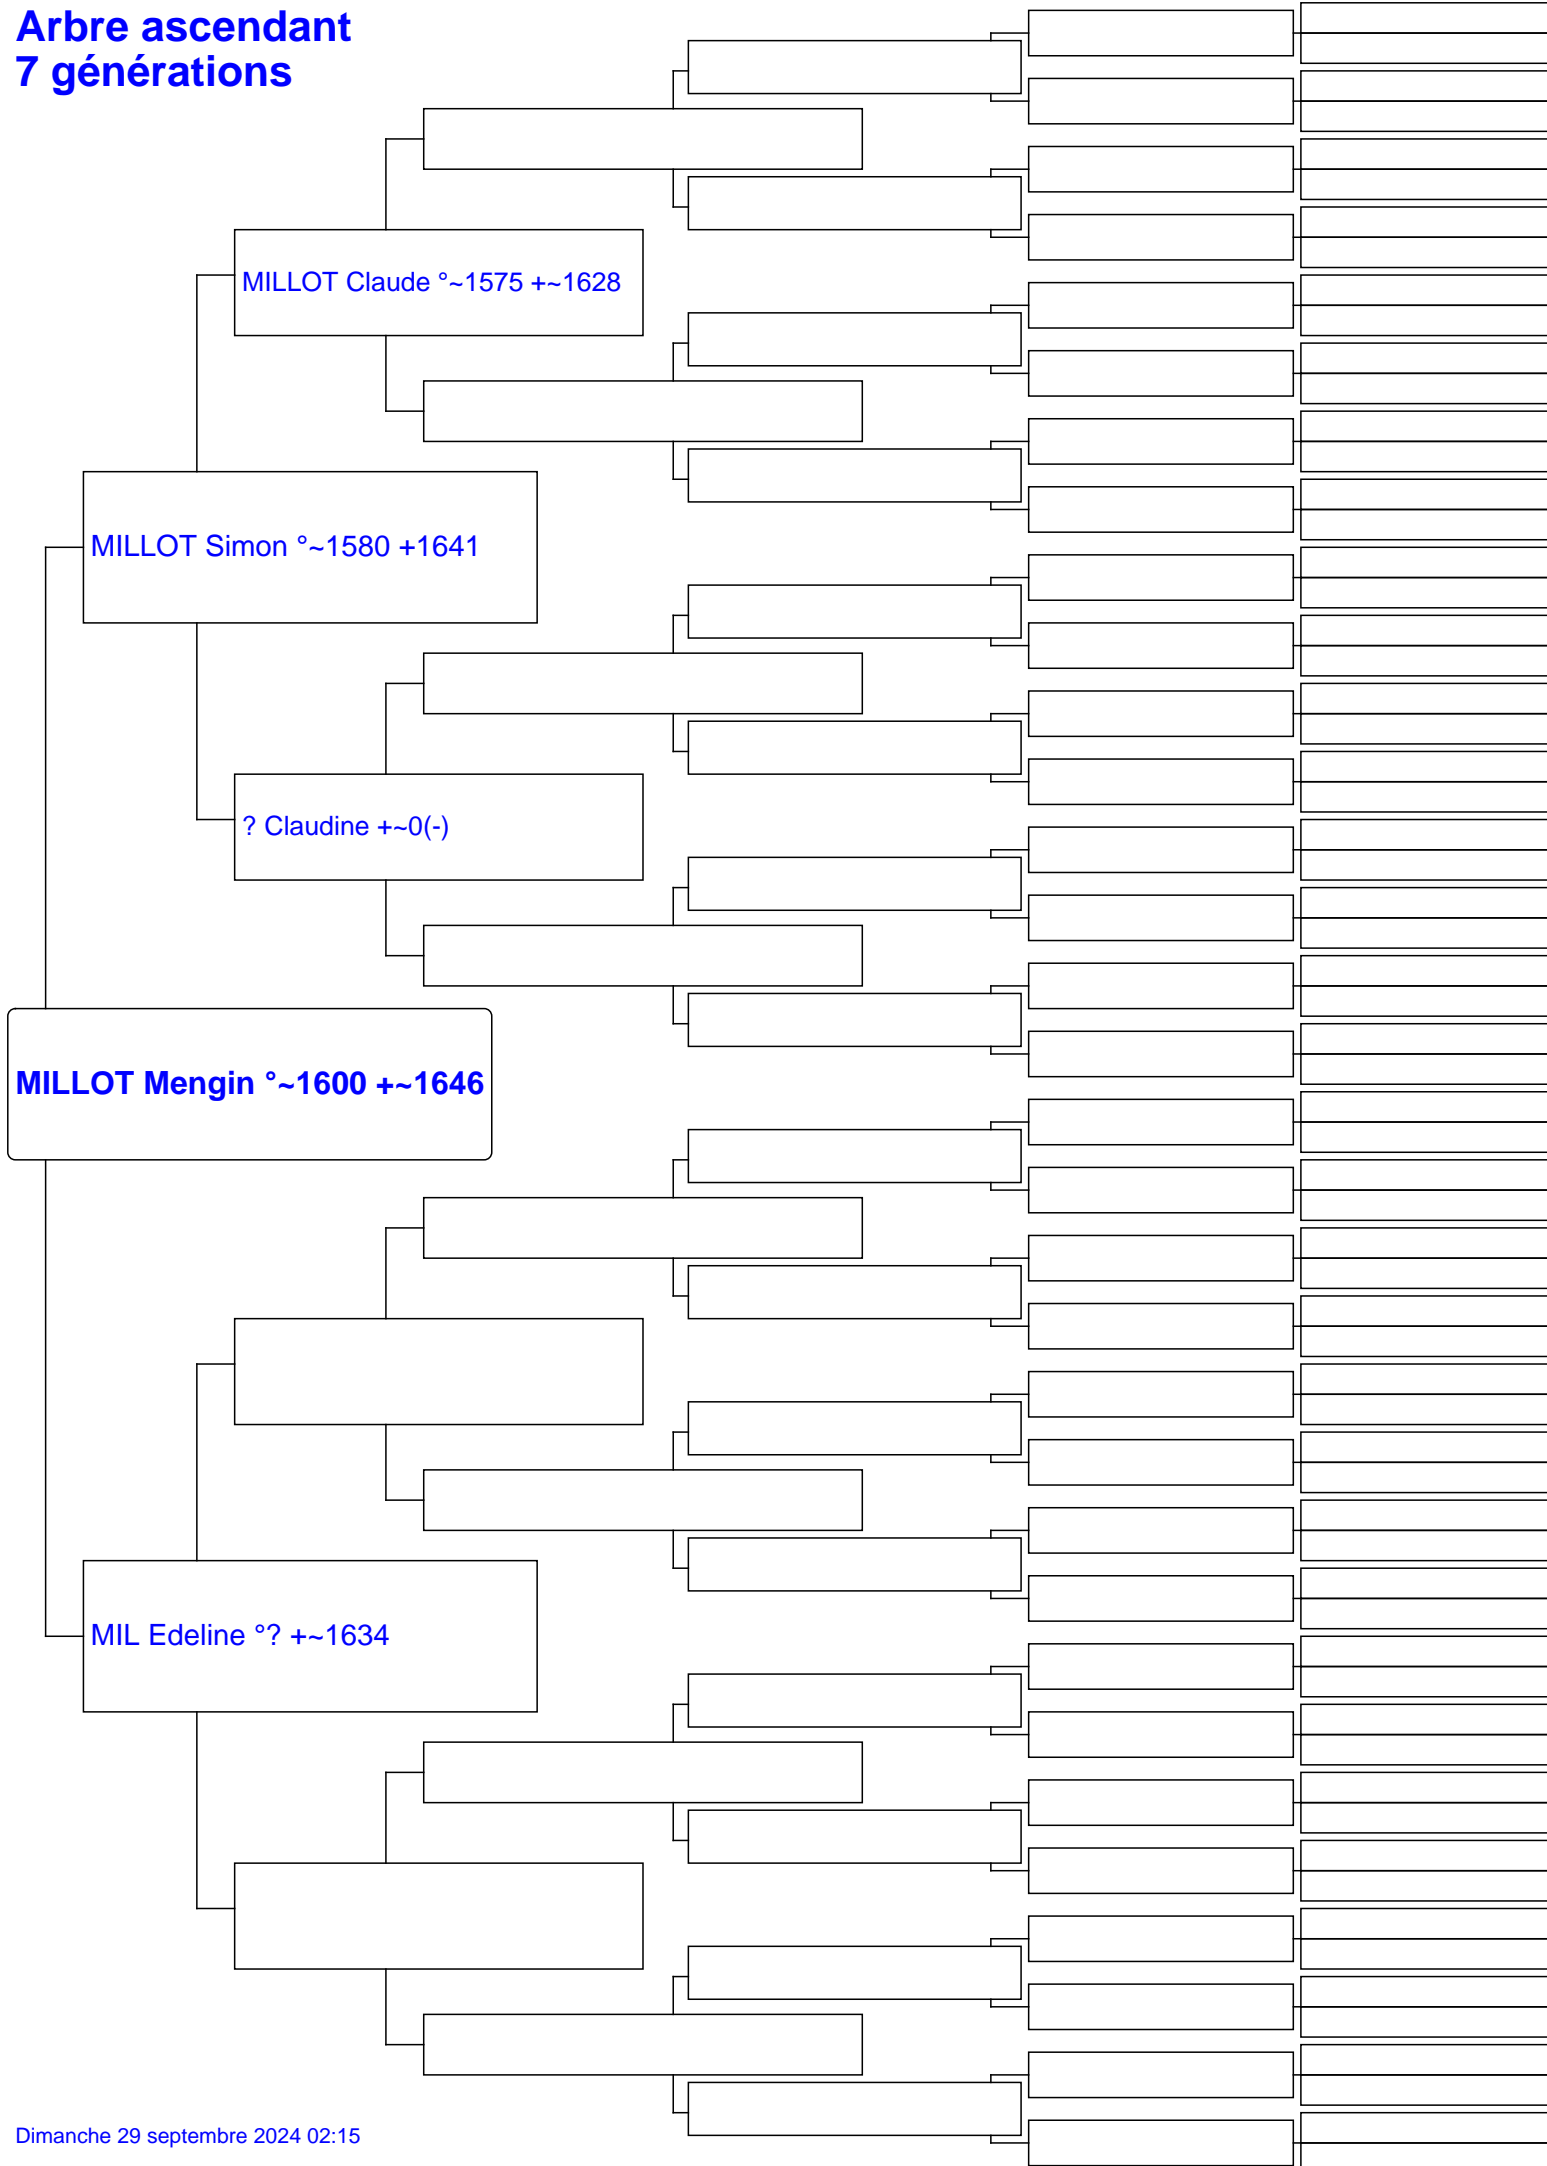 Arbre ascendant
7 générations
MILLOT Claude °~1575 +~1628
MILLOT Simon °~1580 +1641
? Claudine +~0(-)
MILLOT Mengin °~1600 +~1646
MIL Edeline °? +~1634
Dimanche 29 septembre 2024 02:15